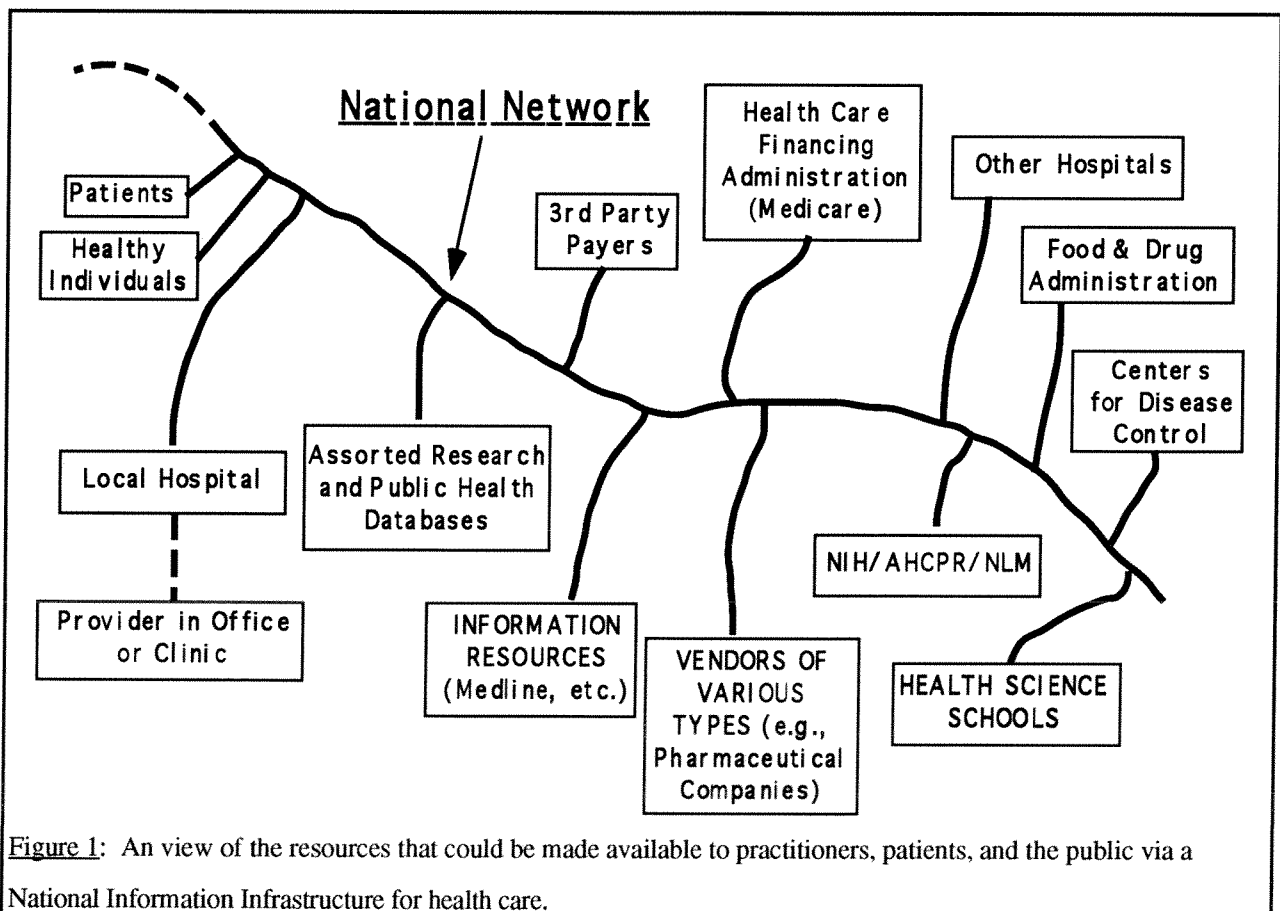 National Network
Patients
Healthy
Individuals
Local Hospital
Provider in Office
or Clinic
Assorted Research
and Public Health
Databases
3rd Party
Payers
INFORMATION
RESOURCES
(Medline, etc.)
Health Care
Financing
Administration
(Medicare)
VENDORS OF
VARIOUS
TYPES (e.g.,
Pharmaceutical
Companies)
Other Hospitals
NIH/AHCPR/NLM
Food & Drug
Administration
Centers
for Disease
Control
HEALTH SCIENCE
SCHOOLS
Figure 1: An view of the resources that could be made available to practitioners, patients, and the public via a
National Information Infrastructure for health care.